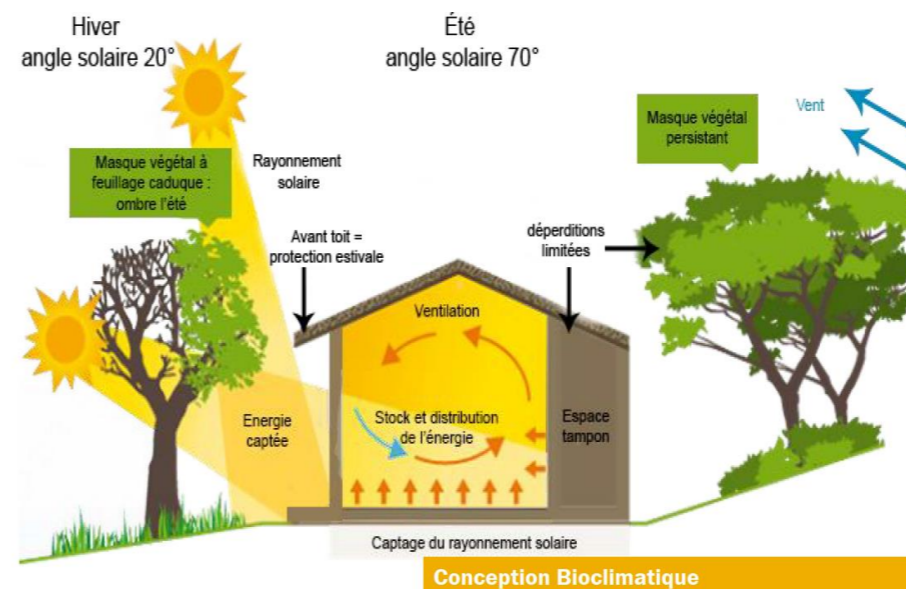 Hiver
angle solaire 20°
Été
angle solaire 70°
Vent
Masque végétal
persistant
Masque végétal à
feuillage caduque :
ombre l'été
Rayonnement
solaire
Avant toit =
protection estivale
déperditions
limitées
Ventilation
Energie
captée
Stock et distribution
de l'énergie
Espace
tampon
Captage du rayonnement solaire
Conception Bioclimatique